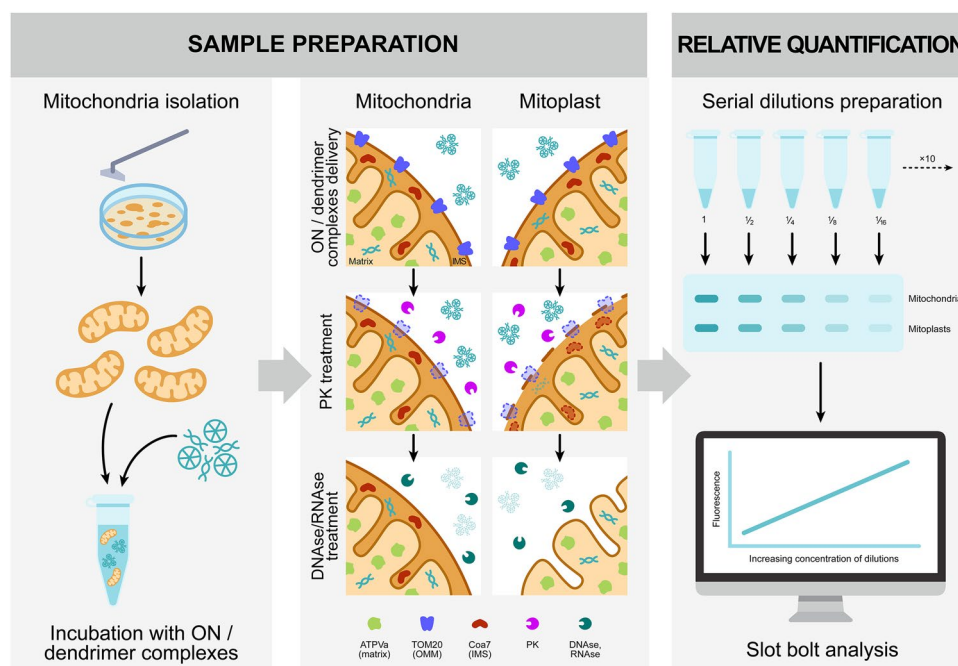 SAMPLE PREPARATION
RELATIVE QUANTIFICATION
Mitochondria isolation
Incubation with ON /
dendrimer complexes
Mitochondria
Mitoplast
ON / dendrimer
complexes delivery
Matrix
IMS
PK treatment
DNAse/RNAse
treatment
ATPVa
(matrix)
TOM20
(OMM)
Coa7
(IMS)
PK
DNAse,
RNAse
Serial dilutions preparation
×10
1
½
¼
⅛
⅟16
Mitochondria
Mitoplasts
Fluorescence
Increasing concentration of dilutions
Slot bolt analysis